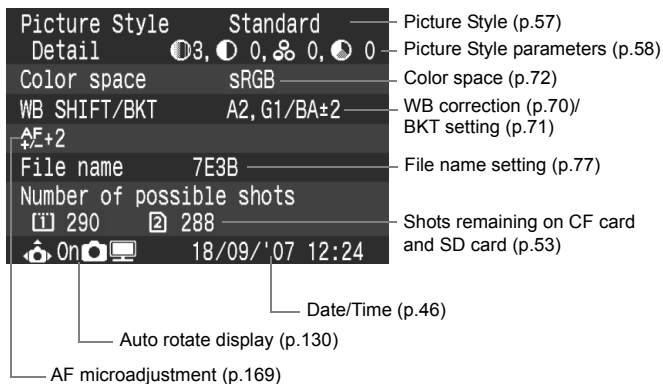 Picture Style Standard
Picture Style (p.57)
Detail 3, 0, 0, 0
Picture Style parameters (p.58)
Color space sRGB
Color space (p.72)
WB SHIFT/BKT A2,G1/BA±2
WB correction (p.70)/
BKT setting (p.71)
AF+2
File name 7E3B
File name setting (p.77)
Number of possible shots
1 290 2 288
Shots remaining on CF card
and SD card (p.53)
On 18/09/'07 12:24
Date/Time (p.46)
Auto rotate display (p.130)
AF microadjustment (p.169)